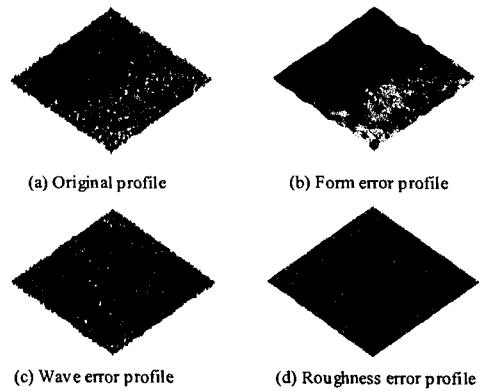 (a) Original profile
(b) Form error profile
(c) Wave error profile
(d) Roughness error profile